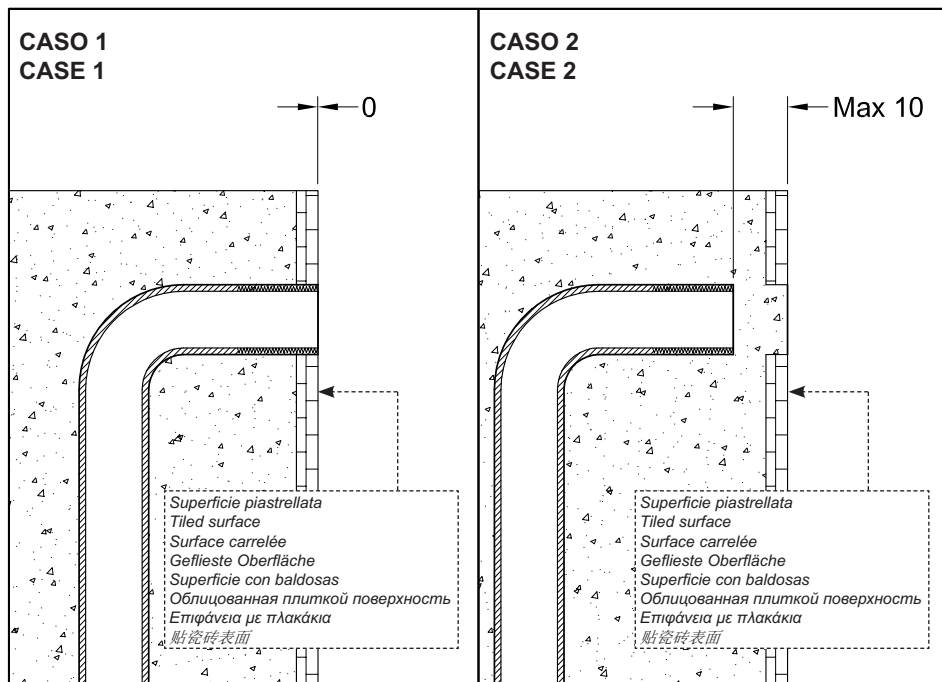 CASO 1
CASE 1
0
Superficie piastrellata
Tiled surface
Surface carrelée
Geflieste Oberfläche
Superficie con baldosas
Облицованная плиткой поверхность
Επιφάνεια με πλακάκια
贴瓷砖表面
CASO 2
CASE 2
Max 10
Superficie piastrellata
Tiled surface
Surface carrelée
Geflieste Oberfläche
Superficie con baldosas
Облицованная плиткой поверхность
Επιφάνεια με πλακάκια
贴瓷砖表面